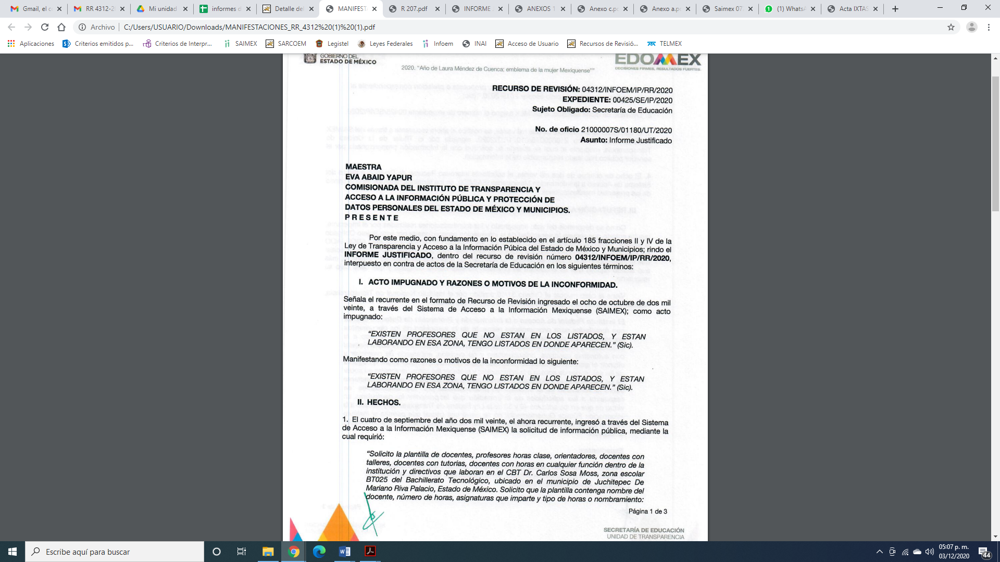 Gmail, el c
RR 4312-2
Mi unidad
informes d
Detalle del
MANIFEST
R 207.pdf
INFORME
ANEXOS 1
Anexo c.pd
Anexo a.pd
Saimex 07
(1) WhatsA
Acta IXTAS
Archivo
C:/Users/USUARIO/Downloads/MANIFESTACIONES_RR_4312%20(1)%20(1).pdf
Aplicaciones
Criterios emitidos p...
Criterios de Interpr...
SAIMEX
SARCOEM
Legistel
Leyes Federales
Infoem
INAI
Acceso de Usuario
Recursos de Revisió...
TELMEX
GOBIERNO DEL
ESTADO DE MÉXICO
2020. “Año de Laura Méndez de Cuenca; emblema de la mujer Mexiquense””
EDOMEX
DECISIONES FIRMES, RESULTADOS FUERTES.
RECURSO DE REVISIÓN: 04312/INFOEM/IP/RR/2020
EXPEDIENTE: 00425/SE/IP/2020
Sujeto Obligado: Secretaría de Educación
No. de oficio 21000007S/01180/UT/2020
Asunto: Informe Justificado
MAESTRA
EVA ABAID YAPUR
COMISIONADA DEL INSTITUTO DE TRANSPARENCIA Y
ACCESO A LA INFORMACIÓN PÚBLICA Y PROTECCIÓN DE
DATOS PERSONALES DEL ESTADO DE MÉXICO Y MUNICIPIOS.
P R E S E N T E
Por este medio, con fundamento en lo establecido en el artículo 185 fracciones II y IV de la
Ley de Transparencia y Acceso a la Información Púbica del Estado de México y Municipios; rindo el
INFORME JUSTIFICADO, dentro del recurso de revisión número 04312/INFOEM/IP/RR/2020,
interpuesto en contra de actos de la Secretaría de Educación en los siguientes términos:
I. ACTO IMPUGNADO Y RAZONES O MOTIVOS DE LA INCONFORMIDAD.
Señala el recurrente en el formato de Recurso de Revisión ingresado el ocho de octubre de dos mil
veinte, a través del Sistema de Acceso a la Información Mexiquense (SAIMEX); como acto
impugnado:
“EXISTEN PROFESORES QUE NO ESTAN EN LOS LISTADOS, Y ESTAN
LABORANDO EN ESA ZONA, TENGO LISTADOS EN DONDE APARECEN.” (Sic).
Manifestando como razones o motivos de la inconformidad lo siguiente:
“EXISTEN PROFESORES QUE NO ESTAN EN LOS LISTADOS, Y ESTAN
LABORANDO EN ESA ZONA, TENGO LISTADOS EN DONDE APARECEN.” (Sic).
II. HECHOS.
1. El cuatro de septiembre del año dos mil veinte, el ahora recurrente, ingresó a través del Sistema
de Acceso a la Información Mexiquense (SAIMEX) la solicitud de información pública, mediante la
cual requirió:
“Solicito la plantilla de docentes, profesores horas clase, orientadores, docentes con
talleres, docentes con tutorias, docentes con horas en cualquier función dentro de la
institución y directivos que laboran en el CBT Dr. Carlos Sosa Moss, zona escolar
BT025 del Bachillerato Tecnológico, ubicado en el municipio de Juchitepec De
Mariano Riva Palacio, Estado de México. Solicito que la plantilla contenga nombre del
docente, número de horas, asignaturas que imparte y tipo de horas o nombramiento:
Página 1 de 3
SECRETARÍA DE EDUCACIÓN
UNIDAD DE TRANSPARENCIA
Escribe aquí para buscar
05:07 p. m.
03/12/2020
44